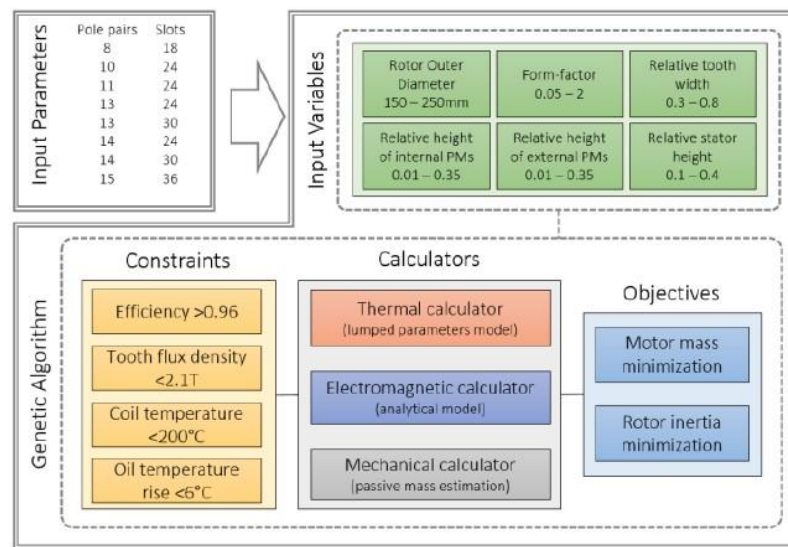 Input Parameters
Pole pairs Slots
8 18
10 24
11 24
13 24
13 30
14 24
14 30
15 36
Input Variables
Rotor Outer
Diameter
150 – 250mm
Form-factor
0.05 – 2
Relative tooth
width
0.3 – 0.8
Relative height
of internal PMs
0.01 – 0.35
Relative height
of external PMs
0.01 – 0.35
Relative stator
height
0.1 – 0.4
Genetic Algorithm
Constraints
Efficiency >0.96
Tooth flux density
<2.1T
Coil temperature
<200°C
Oil temperature
rise <6°C
Calculators
Thermal calculator
(lumped parameters model)
Electromagnetic calculator
(analytical model)
Mechanical calculator
(passive mass estimation)
Objectives
Motor mass
minimization
Rotor inertia
minimization